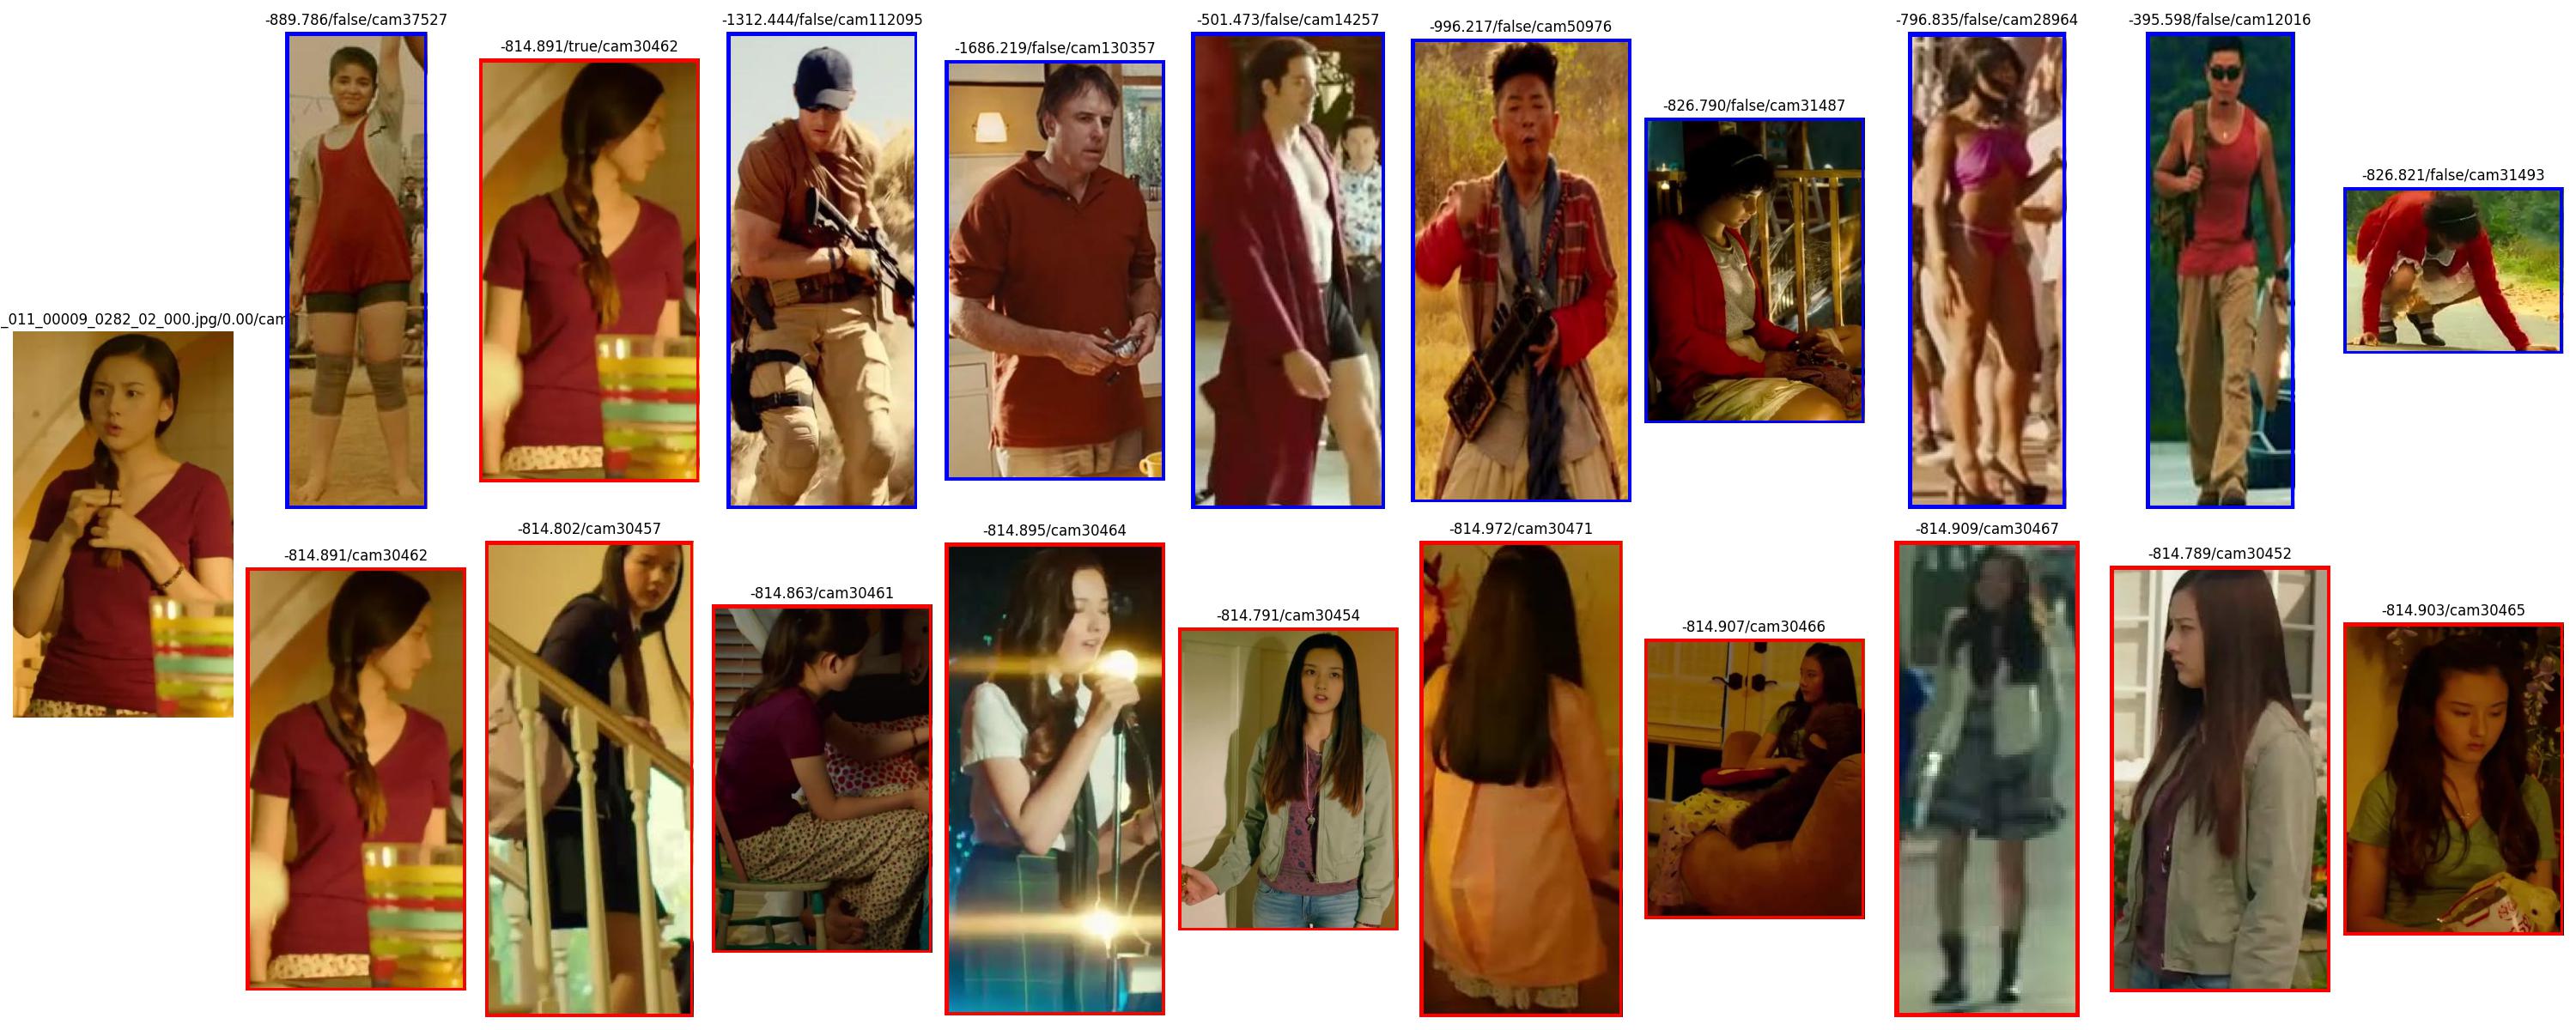 -889.786/false/cam37527
-814.891/true/cam30462
-1312.444/false/cam112095
-1686.219/false/cam130357
-501.473/false/cam14257
-996.217/false/cam50976
-826.790/false/cam31487
-796.835/false/cam28964
-395.598/false/cam12016
-826.821/false/cam31493
_011_00009_0282_02_000.jpg/0.00/cam
-814.891/cam30462
-814.802/cam30457
-814.863/cam30461
-814.895/cam30464
-814.791/cam30454
-814.972/cam30471
-814.907/cam30466
-814.909/cam30467
-814.789/cam30452
-814.903/cam30465